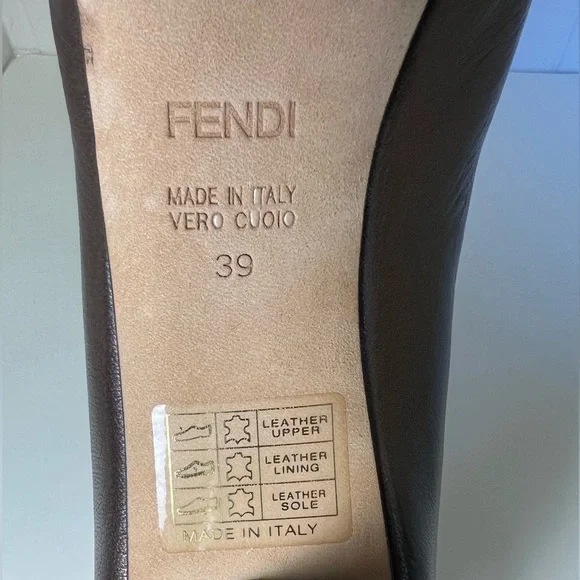 FENDI
MADE IN ITALY
VERO CUOIO
39
LEATHER
UPPER
LEATHER
LINING
LEATHER
SOLE
MADE IN ITALY